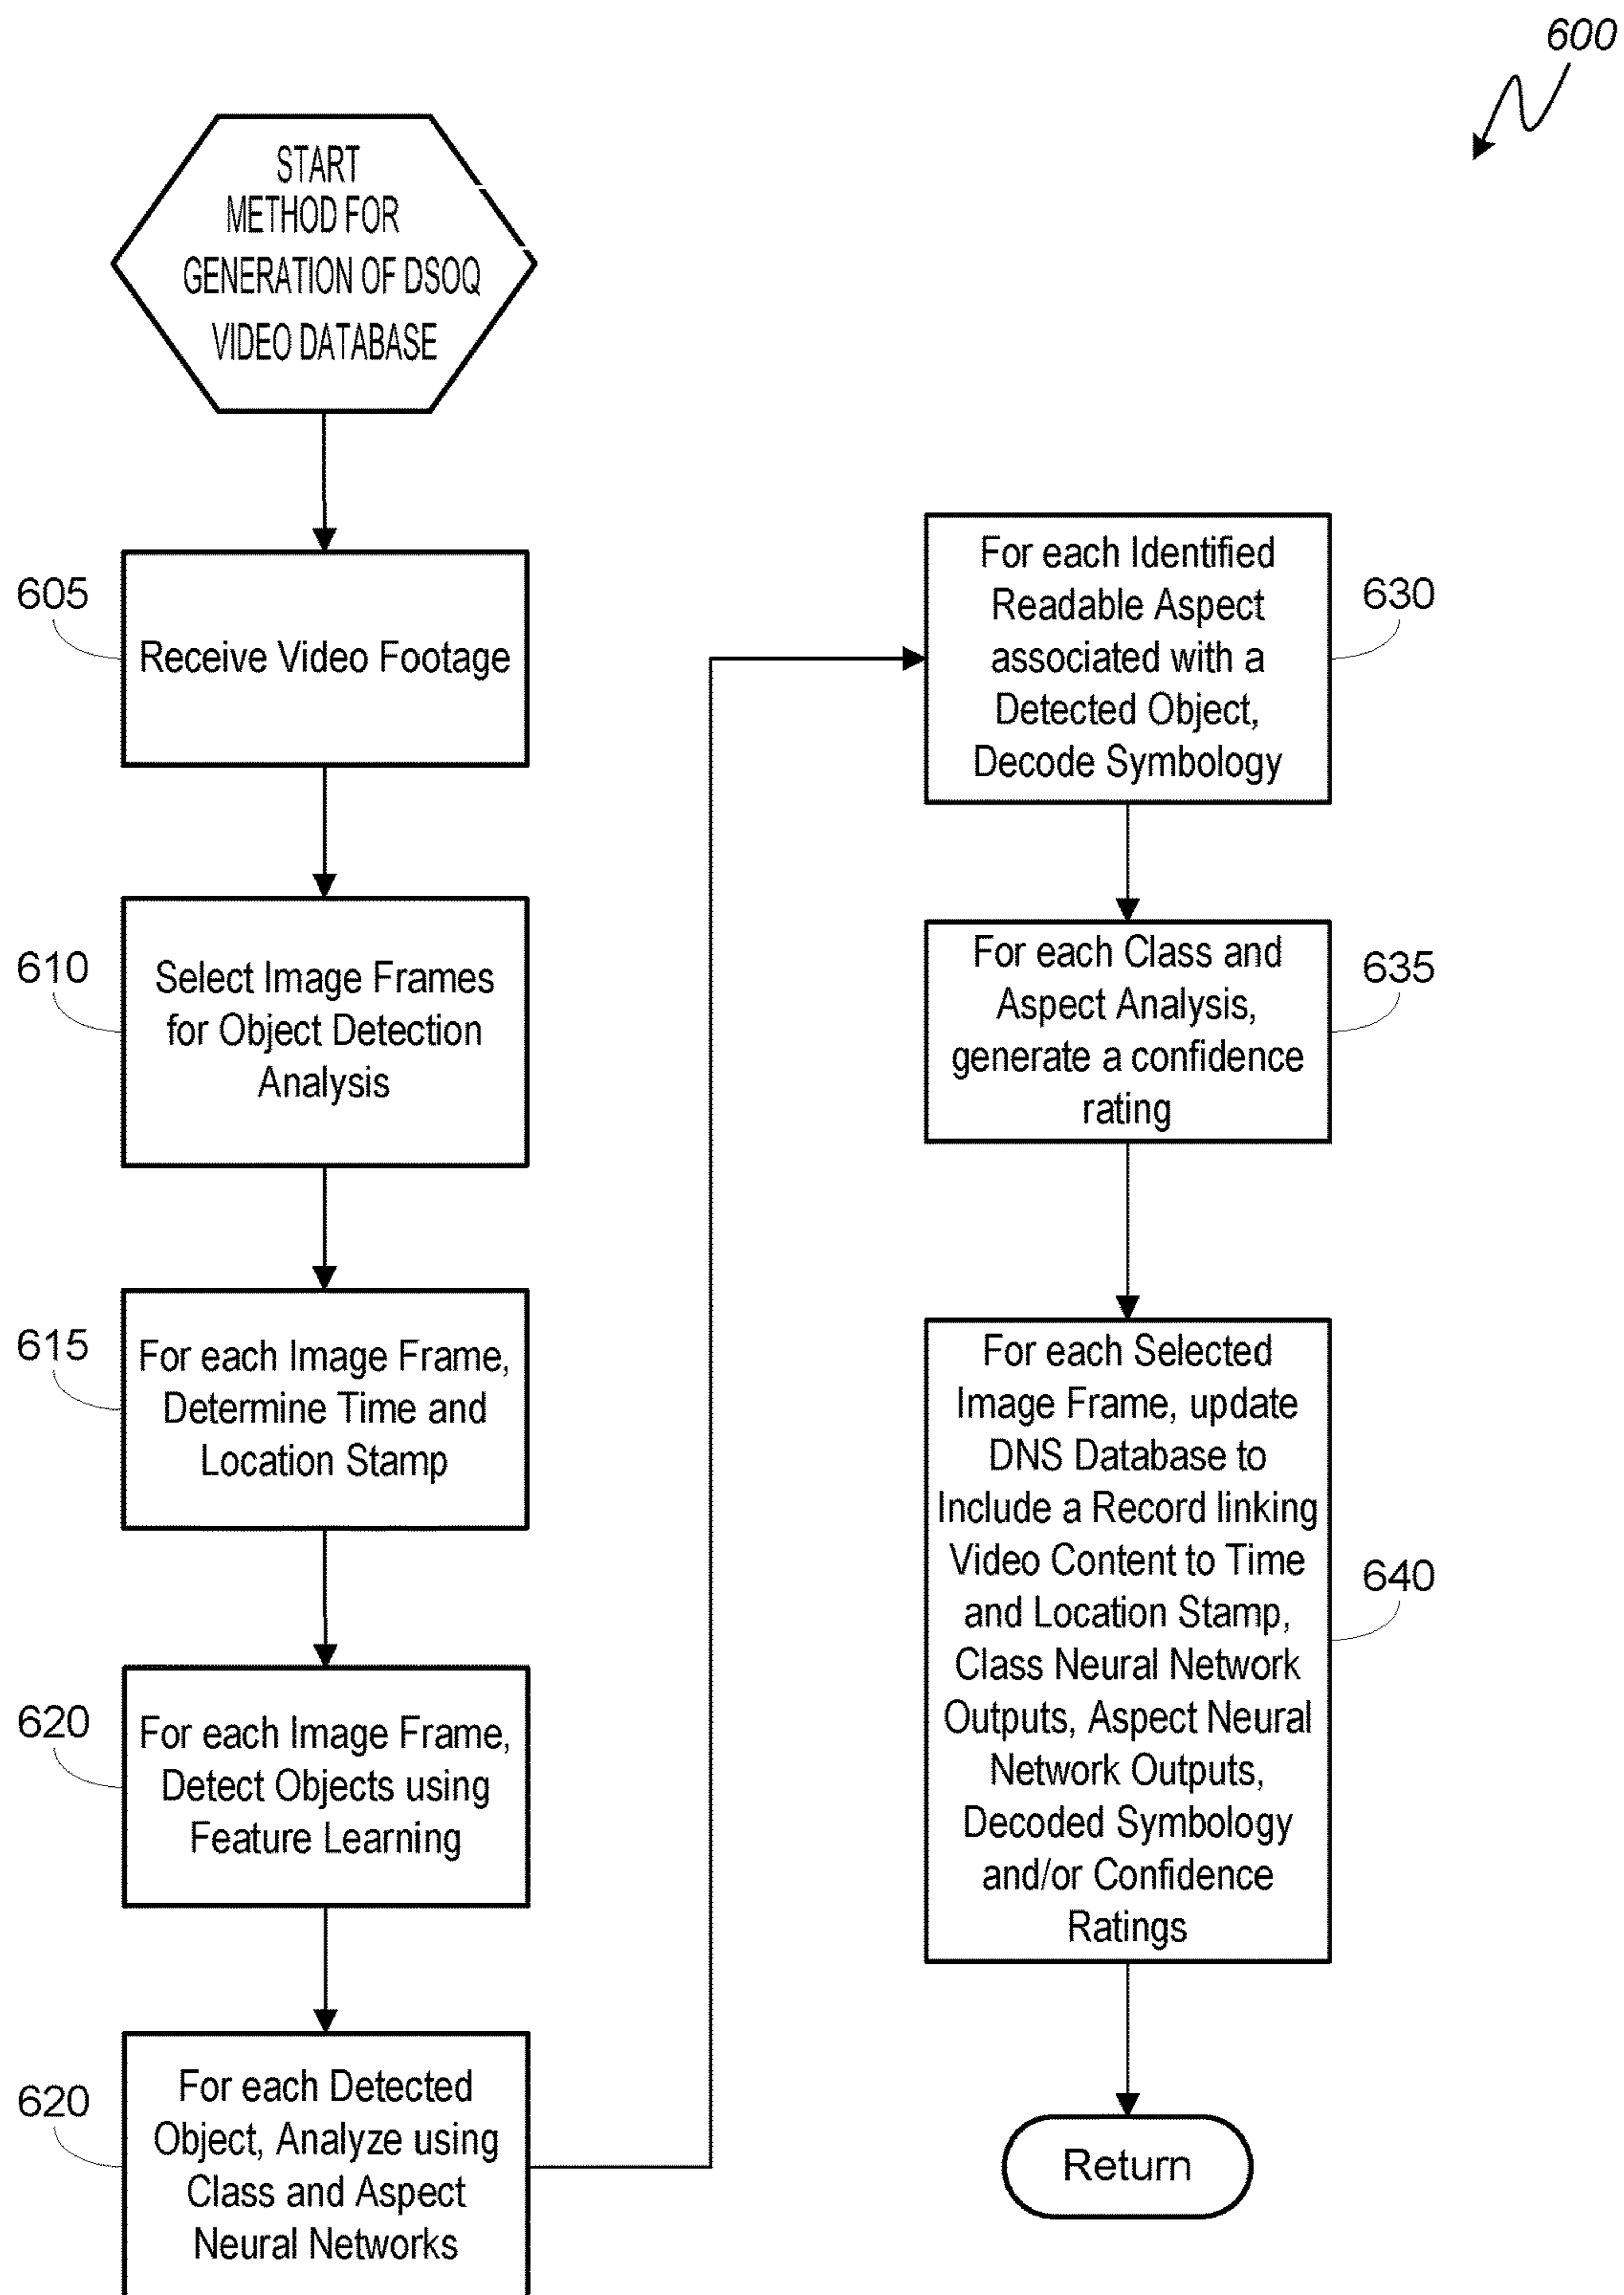 600
START
METHOD FOR
GENERATION OF DSOQ
VIDEO DATABASE
605
Receive Video Footage
610
Select Image Frames
for Object Detection
Analysis
615
For each Image Frame,
Determine Time and
Location Stamp
620
For each Image Frame,
Detect Objects using
Feature Learning
620
For each Detected
Object, Analyze using
Class and Aspect
Neural Networks
For each Identified
Readable Aspect
associated with a
Detected Object,
Decode Symbology
630
For each Class and
Aspect Analysis,
generate a confidence
rating
635
For each Selected
Image Frame, update
DNS Database to
Include a Record linking
Video Content to Time
and Location Stamp,
Class Neural Network
Outputs, Aspect Neural
Network Outputs,
Decoded Symbology
and/or Confidence
Ratings
640
Return